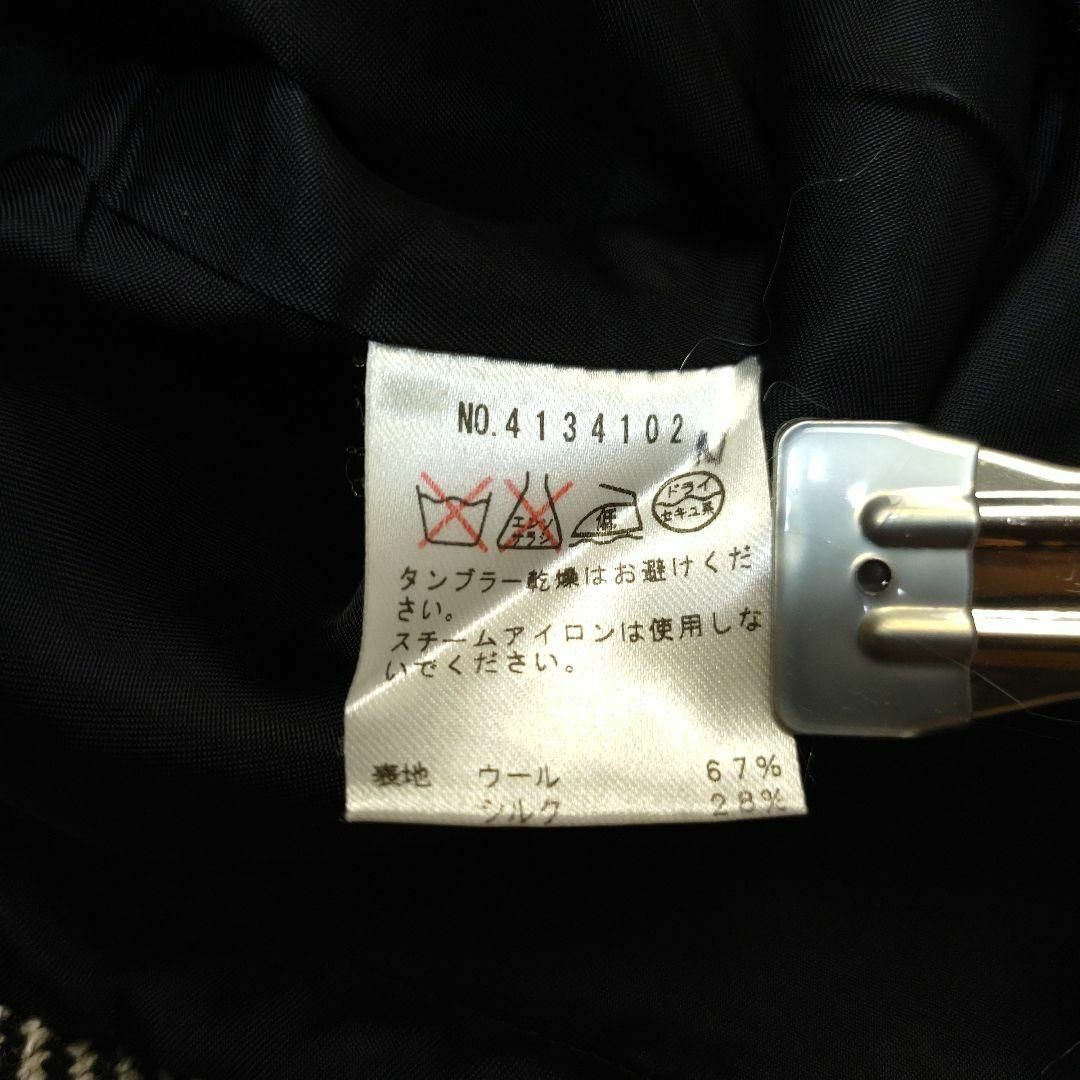 NO.4134102 N
エンソ サラシ 低 ドライ セキユ系
タンブラー乾燥はお避けくだ
さい。
スチームアイロンは使用しな
いでください。
表地 ウール 67%
シルク 28%